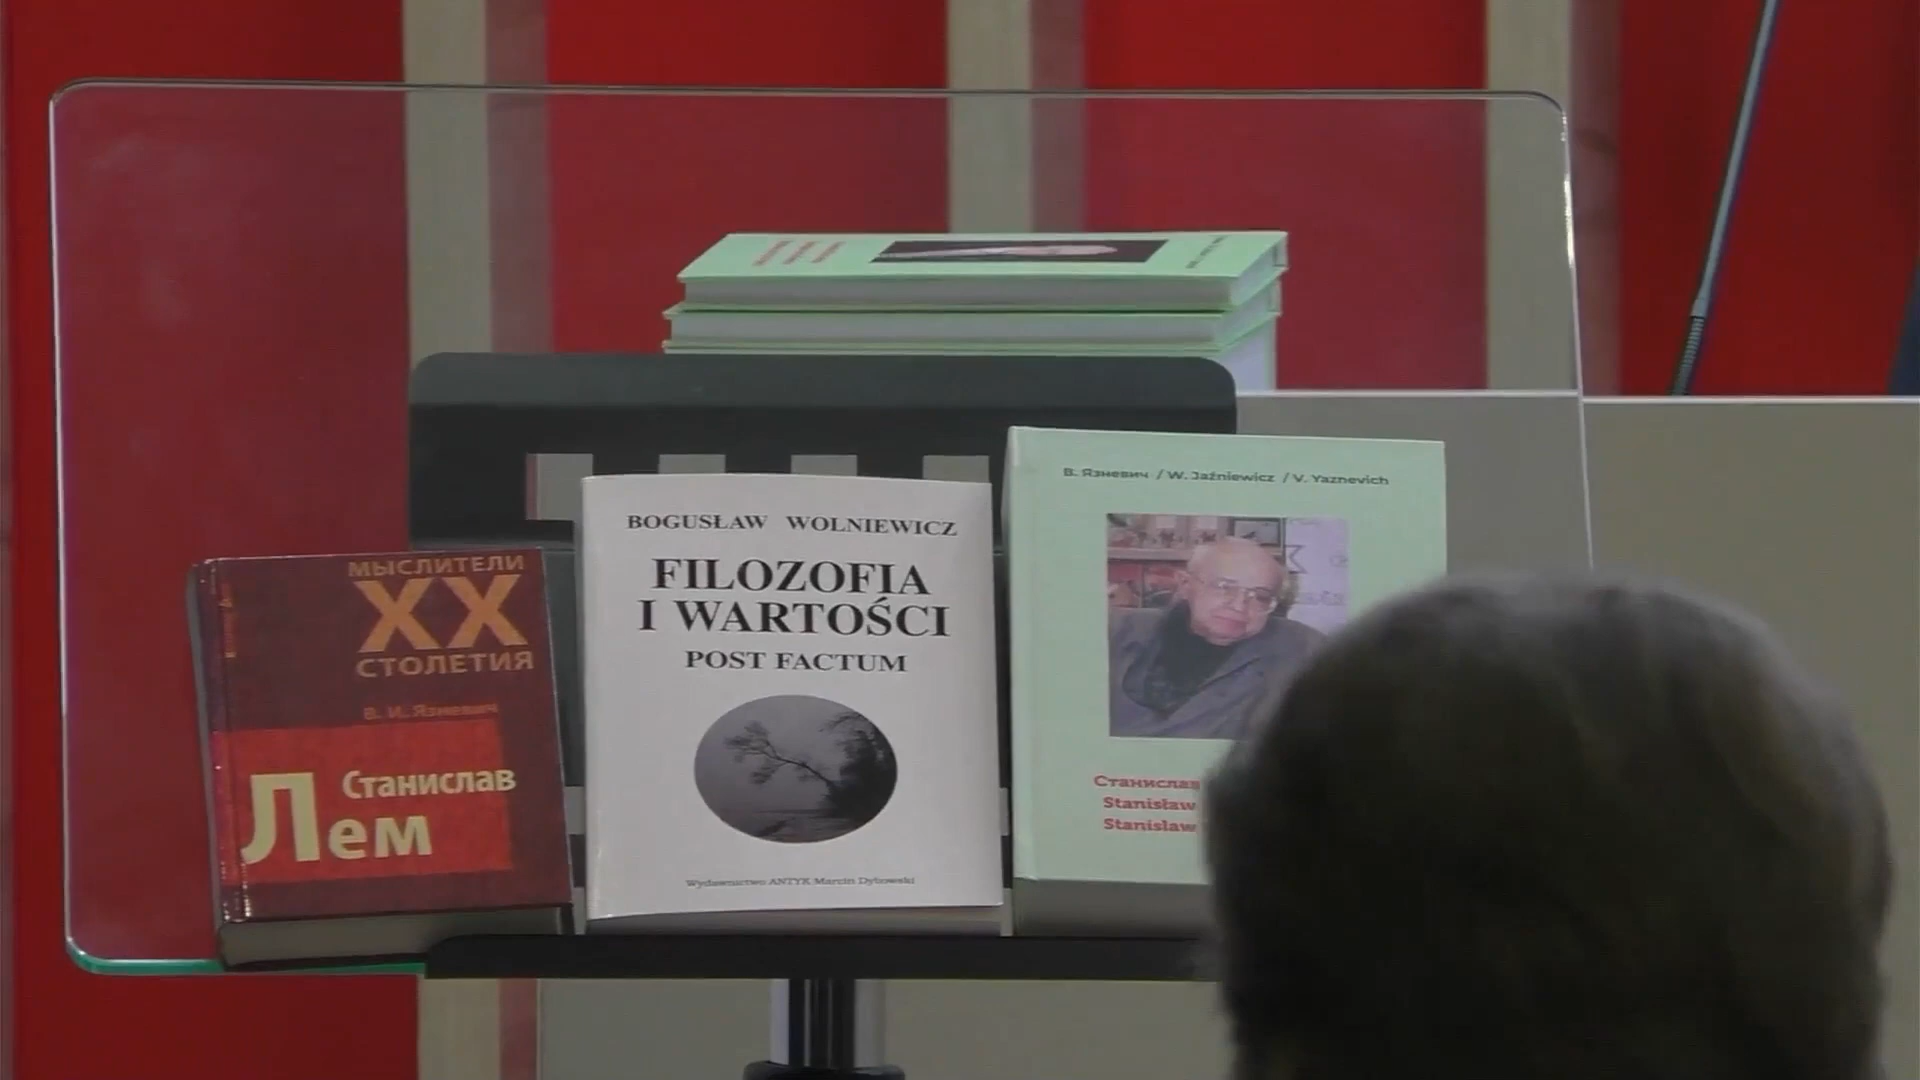 МЫСЛИТЕЛИ
XX
СТОЛЕТИЯ
В. И. Язневич
Станислав
Лем
BOGUSŁAW WOLNIEWICZ
FILOZOFIA
I WARTOŚCI
POST FACTUM
Wydawnictwo ANTYK Marcin Dybowski
В. Язневич / W. Jaźniewicz / V. Yaznevich
Станислав
Stanisław
Stanisław